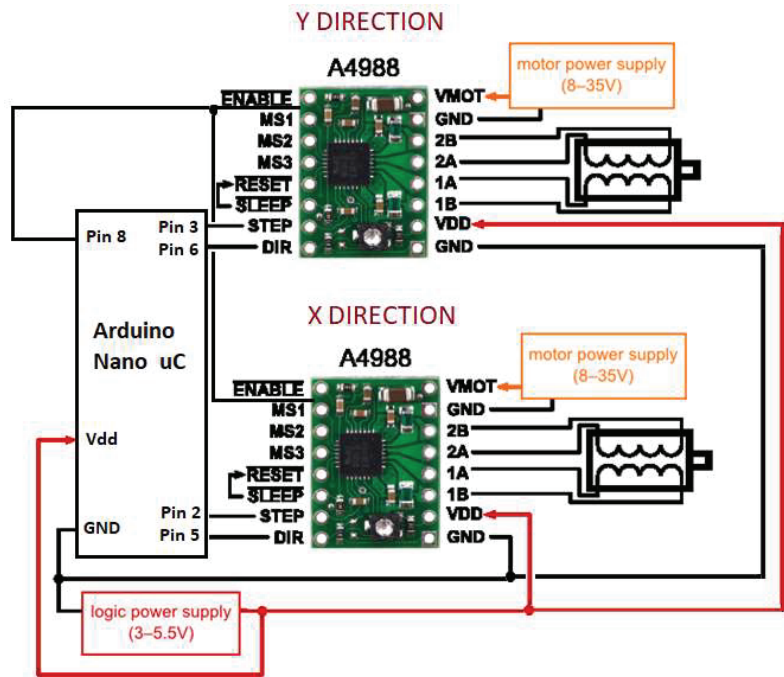 Y DIRECTION
A4988
ENABLE
MS1
MS2
MS3
RESET
SLEEP
STEP
DIR
VMOT
GND
2B
2A
1A
1B
VDD
GND
motor power supply
(8–35V)
Pin 8
Pin 3
Pin 6
Arduino
Nano uC
Vdd
GND
Pin 2
Pin 5
X DIRECTION
A4988
ENABLE
MS1
MS2
MS3
RESET
SLEEP
STEP
DIR
VMOT
GND
2B
2A
1A
1B
VDD
GND
motor power supply
(8–35V)
logic power supply
(3–5.5V)